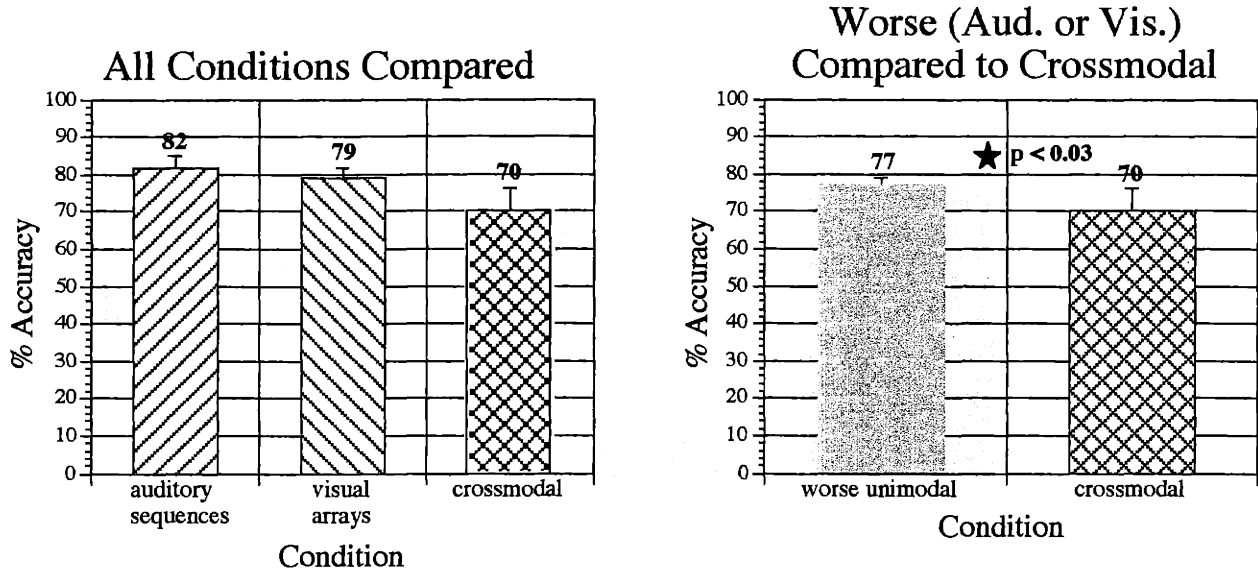 All Conditions Compared
100
90
80
70
60
50
40
30
20
10
0
% Accuracy
82
79
70
auditory
sequences
visual
arrays
crossmodal
Condition
Worse (Aud. or Vis.)
Compared to Crossmodal
100
90
80
70
60
50
40
30
20
10
0
% Accuracy
77
★ p < 0.03
70
worse unimodal
crossmodal
Condition